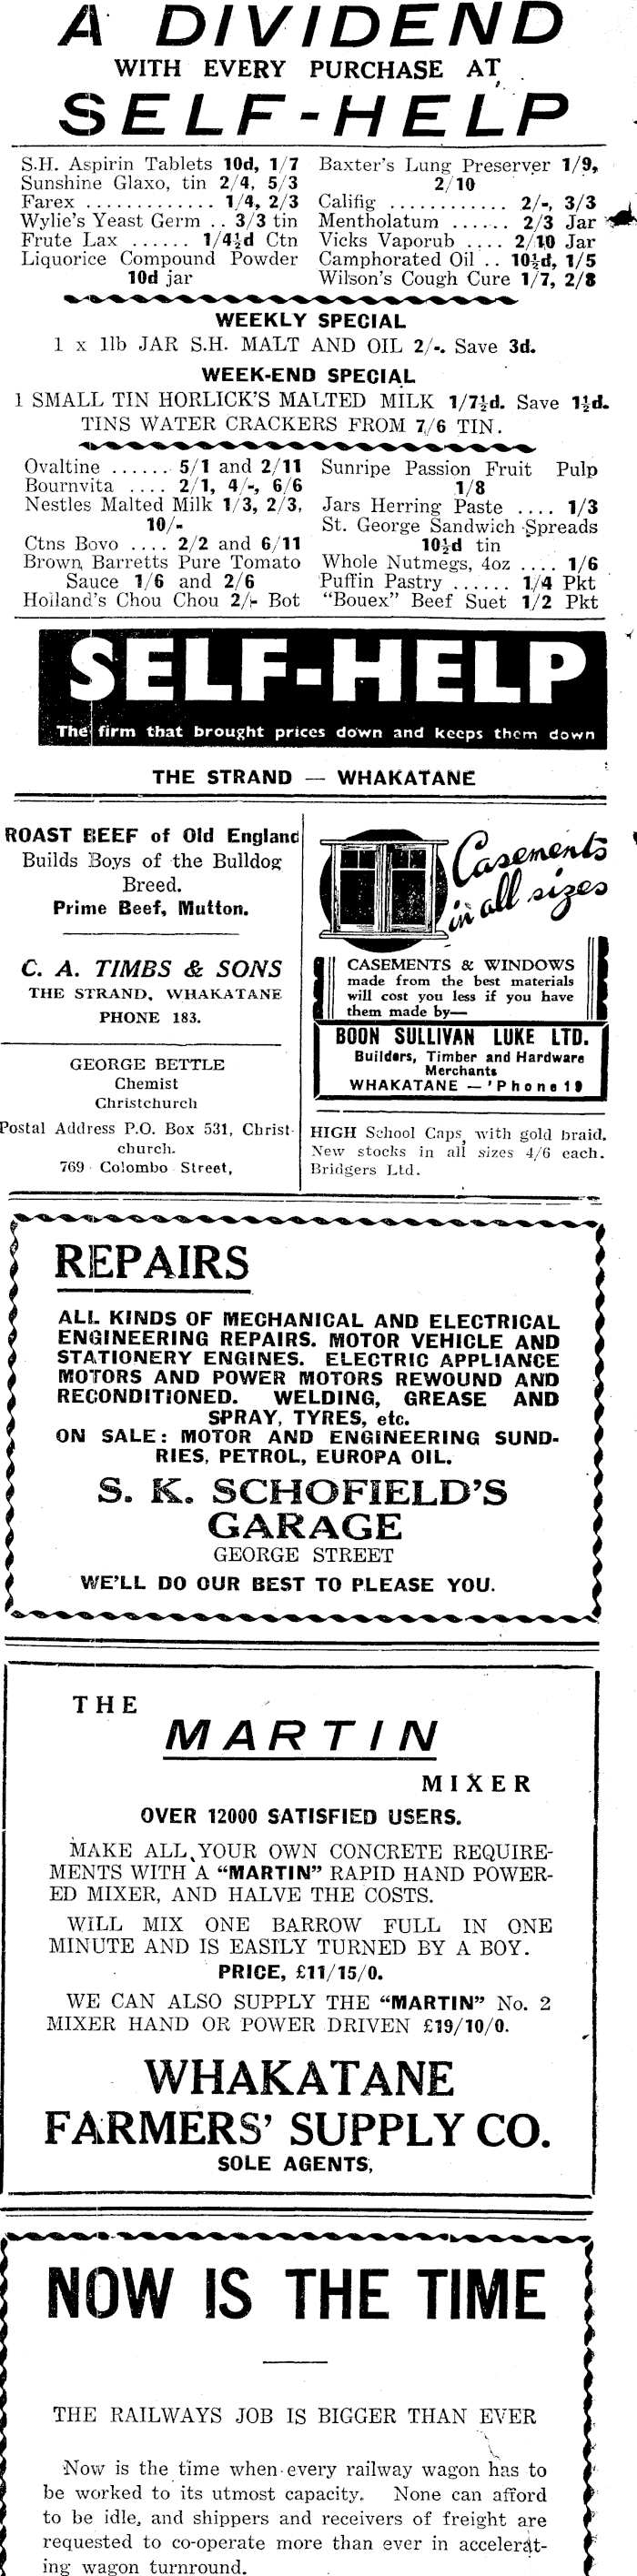 A DIVIDEND
WITH EVERY PURCHASE AT
SELF-HELP
S.H. Aspirin Tablets 10d, 1/7
Sunshine Glaxo, tin 2/4, 5/3
Farex ............. 1/4, 2/3
Wylie's Yeast Germ .. 3/3 tin
Frute Lax ...... 1/4½d Ctn
Liquorice Compound Powder
10d jar
Baxter's Lung Preserver 1/9,
2/10
Califig ............ 2/-, 3/3
Mentholatum ...... 2/3 Jar
Vicks Vaporub .... 2/10 Jar
Camphorated Oil .. 10½d, 1/5
Wilson's Cough Cure 1/7, 2/8
WEEKLY SPECIAL
1 x 1lb JAR S.H. MALT AND OIL 2/-. Save 3d.
WEEK-END SPECIAL
1 SMALL TIN HORLICK'S MALTED MILK 1/7½d. Save 1½d.
TINS WATER CRACKERS FROM 7/6 TIN.
Ovaltine ...... 5/1 and 2/11
Bournvita .... 2/1, 4/-, 6/6
Nestles Malted Milk 1/3, 2/3,
10/-
Ctns Bovo .... 2/2 and 6/11
Brown, Barretts Pure Tomato
Sauce 1/6 and 2/6
Holland's Chou Chou 2/- Bot
Sunripe Passion Fruit Pulp
1/8
Jars Herring Paste .... 1/3
St. George Sandwich Spreads
10½d tin
Whole Nutmegs, 4oz .... 1/6
Puffin Pastry ...... 1/4 Pkt
"Bouex" Beef Suet 1/2 Pkt
SELF-HELP
The firm that brought prices down and keeps them down
THE STRAND — WHAKATANE
ROAST BEEF of Old England
Builds Boys of the Bulldog
Breed.
Prime Beef, Mutton.
C. A. TIMBS & SONS
THE STRAND, WHAKATANE
PHONE 183.
GEORGE BETTLE
Chemist
Christchurch
Postal Address P.O. Box 531, Christ-
church.
769 Colombo Street,
Casements
in all sizes
CASEMENTS & WINDOWS
made from the best materials
will cost you less if you have
them made by—
BOON SULLIVAN LUKE LTD.
Builders, Timber and Hardware
Merchants
WHAKATANE — 'Phone 19
HIGH School Caps, with gold braid.
New stocks in all sizes 4/6 each.
Bridgers Ltd.
REPAIRS
ALL KINDS OF MECHANICAL AND ELECTRICAL
ENGINEERING REPAIRS. MOTOR VEHICLE AND
STATIONERY ENGINES. ELECTRIC APPLIANCE
MOTORS AND POWER MOTORS REWOUND AND
RECONDITIONED. WELDING, GREASE AND
SPRAY, TYRES, etc.
ON SALE: MOTOR AND ENGINEERING SUND-
RIES, PETROL, EUROPA OIL.
S. K. SCHOFIELD'S
GARAGE
GEORGE STREET
WE'LL DO OUR BEST TO PLEASE YOU.
THE
MARTIN
MIXER
OVER 12000 SATISFIED USERS.
MAKE ALL YOUR OWN CONCRETE REQUIRE-
MENTS WITH A "MARTIN" RAPID HAND POWER-
ED MIXER, AND HALVE THE COSTS.
WILL MIX ONE BARROW FULL IN ONE
MINUTE AND IS EASILY TURNED BY A BOY.
PRICE, £11/15/0.
WE CAN ALSO SUPPLY THE "MARTIN" No. 2
MIXER HAND OR POWER DRIVEN £19/10/0.
WHAKATANE
FARMERS' SUPPLY CO.
SOLE AGENTS,
NOW IS THE TIME
THE RAILWAYS JOB IS BIGGER THAN EVER
Now is the time when every railway wagon has to
be worked to its utmost capacity. None can afford
to be idle, and shippers and receivers of freight are
requested to co-operate more than ever in accelerat-
ing wagon turnround.